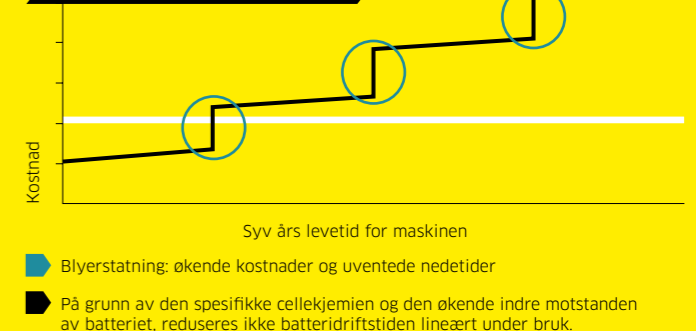 Kostnad
Syv års levetid for maskinen
Blyerstatning: økende kostnader og uventede nedetider
På grunn av den spesifikke cellekjemien og den økende indre motstanden
av batteriet, reduseres ikke batteridriftstiden lineært under bruk.